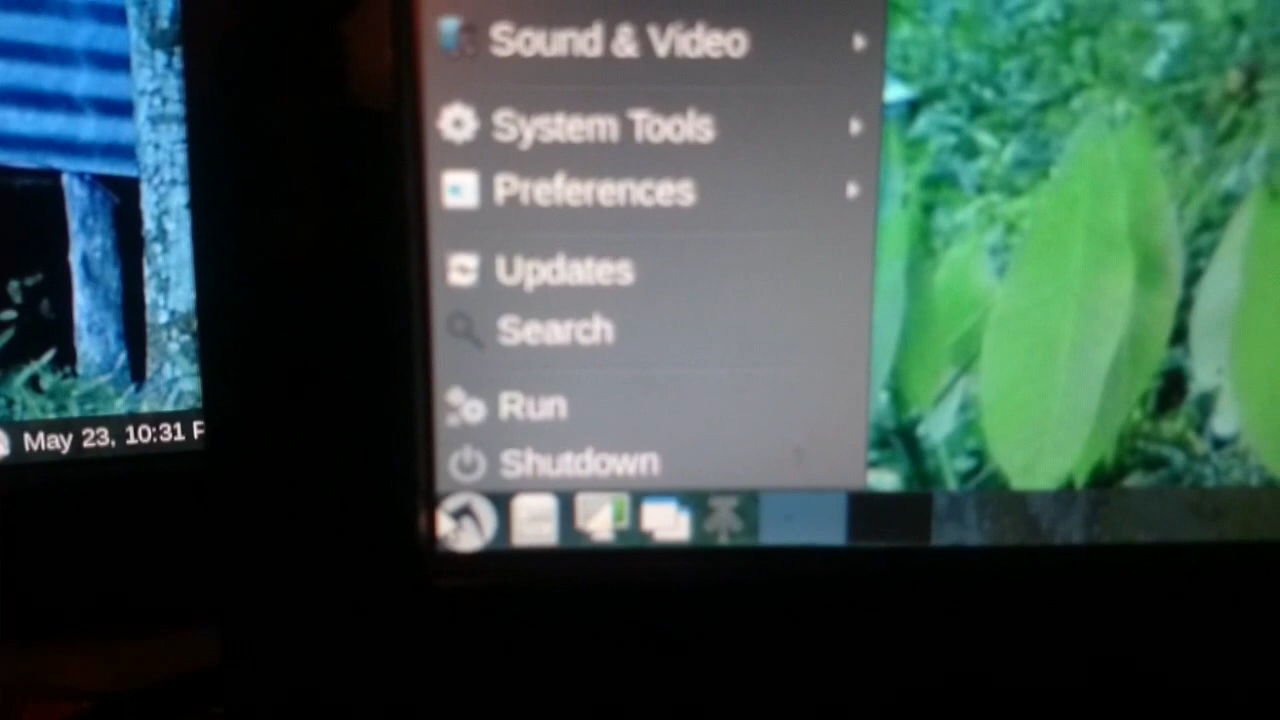 Sound & Video
System Tools
Preferences
Updates
Search
Run
Shutdown
May 23, 10:31 P